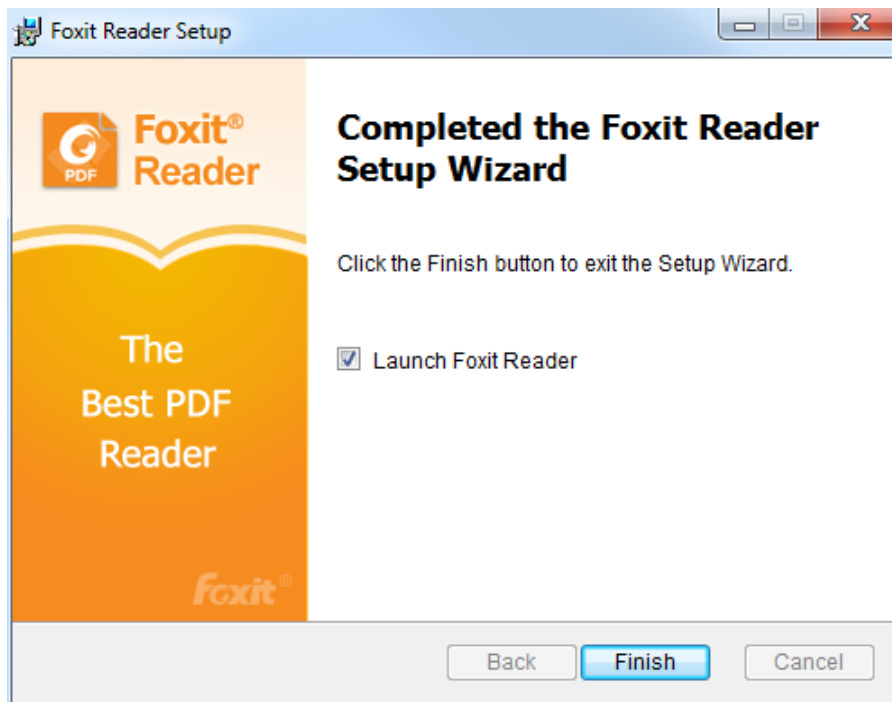 Foxit Reader Setup
Foxit®
Reader
PDF
The
Best PDF
Reader
Foxit®
Completed the Foxit Reader
Setup Wizard
Click the Finish button to exit the Setup Wizard.
Launch Foxit Reader
Back
Finish
Cancel